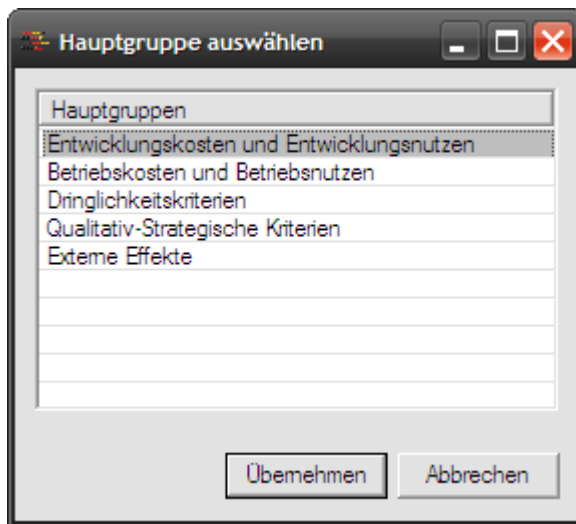 Hauptgruppe auswählen
Hauptgruppen
Entwicklungskosten und Entwicklungsnutzen
Betriebskosten und Betriebsnutzen
Dringlichkeitskriterien
Qualitativ-Strategische Kriterien
Externe Effekte
Übernehmen
Abbrechen